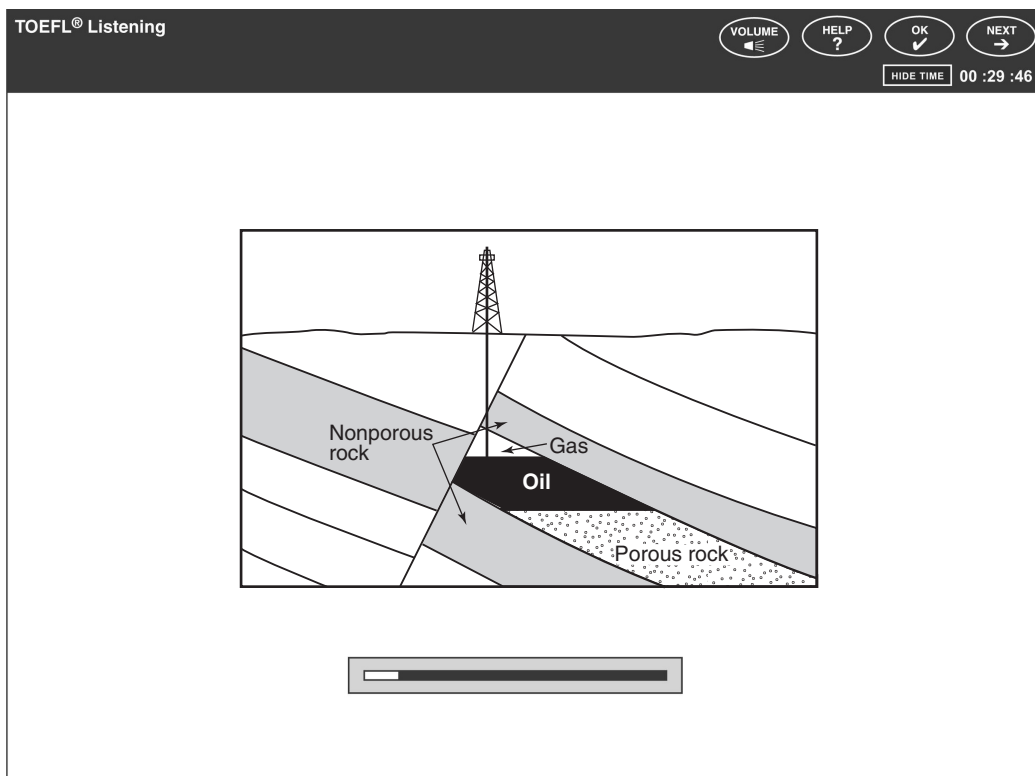 TOEFL® Listening
VOLUME
HELP
?
OK
NEXT
HIDE TIME 00 :29 :46
Nonporous
rock
Gas
Oil
Porous rock